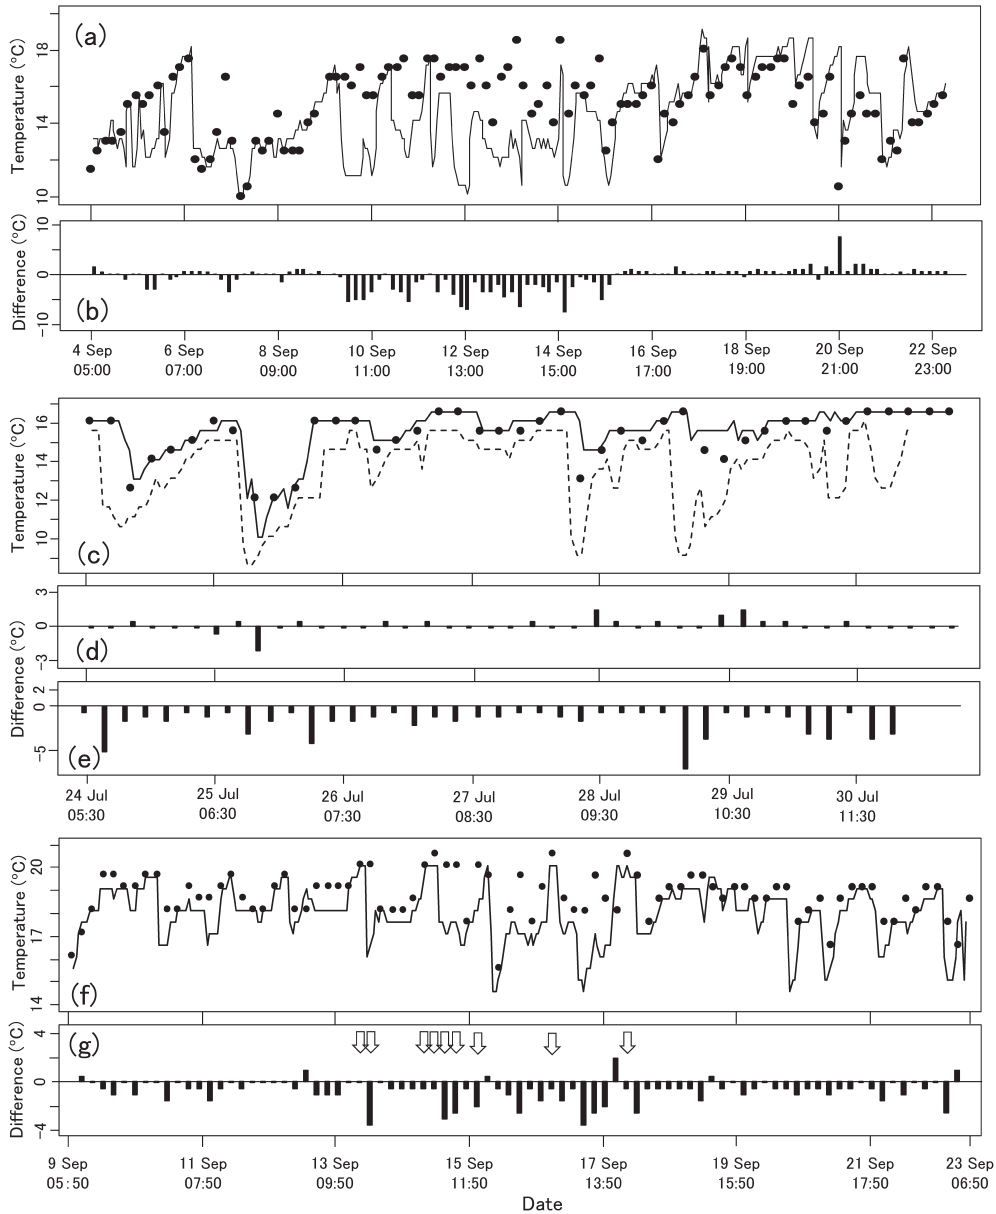 (a)
Temperature (°C)
18
14
10
(b)
Difference (°C)
10
0
−10
4 Sep 6 Sep 8 Sep 10 Sep 12 Sep 14 Sep 16 Sep 18 Sep 20 Sep 22 Sep
05:00 07:00 09:00 11:00 13:00 15:00 17:00 19:00 21:00 23:00
(c)
Temperature (°C)
16
14
12
10
(d)
3
0
−3
Difference (°C)
(e)
2
0
−5
24 Jul 25 Jul 26 Jul 27 Jul 28 Jul 29 Jul 30 Jul
05:30 06:30 07:30 08:30 09:30 10:30 11:30
(f)
Temperature (°C)
20
17
14
(g)
Difference (°C)
4
0
−4
9 Sep 11 Sep 13 Sep 15 Sep 17 Sep 19 Sep 21 Sep 23 Sep
05:50 07:50 09:50 11:50 13:50 15:50 17:50 06:50
Date